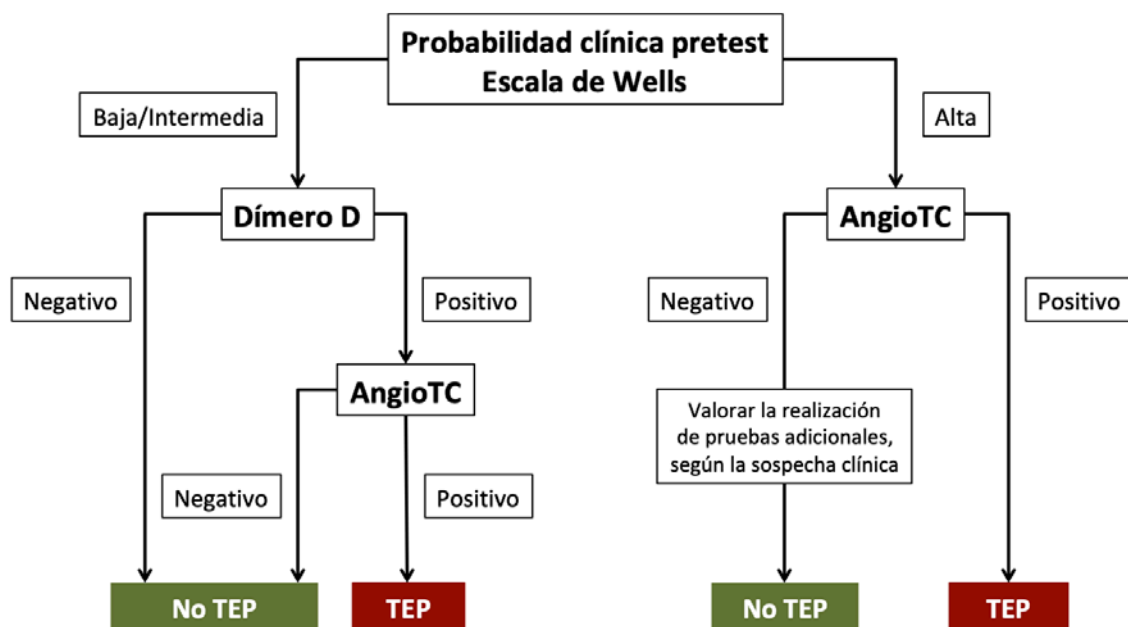 Probabilidad clínica pretest
Escala de Wells
Baja/Intermedia
Alta
Dímero D
AngioTC
Negativo
Positivo
Negativo
Positivo
AngioTC
Valorar la realización
de pruebas adicionales,
según la sospecha clínica
Negativo
Positivo
No TEP
TEP
No TEP
TEP